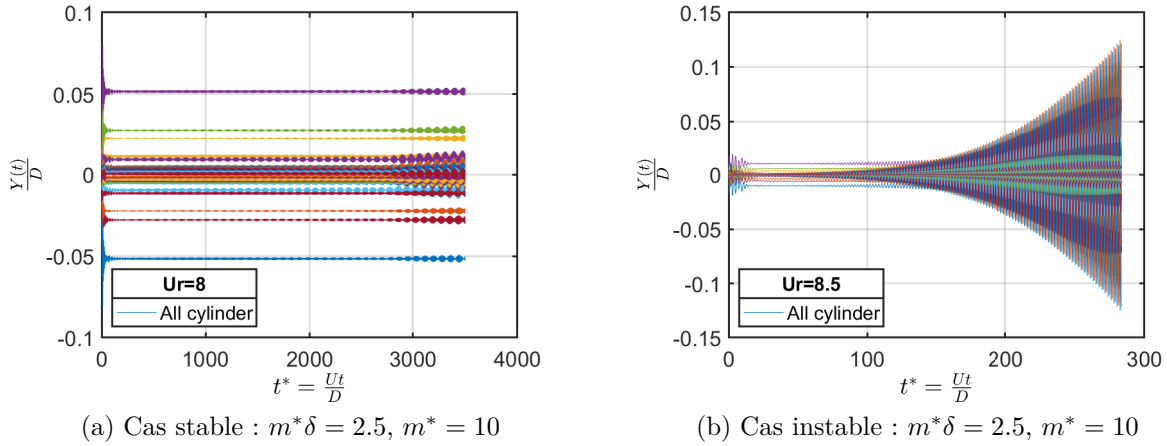 0.1
0.05
0
-0.05
-0.1
Y(t)/D
0 1000 2000 3000 4000
t* = Ut/D
Ur=8
All cylinder
(a) Cas stable : m*δ = 2.5, m* = 10
0.15
0.1
0.05
0
-0.05
-0.1
-0.15
Y(t)/D
0 100 200 300
t* = Ut/D
Ur=8.5
All cylinder
(b) Cas instable : m*δ = 2.5, m* = 10